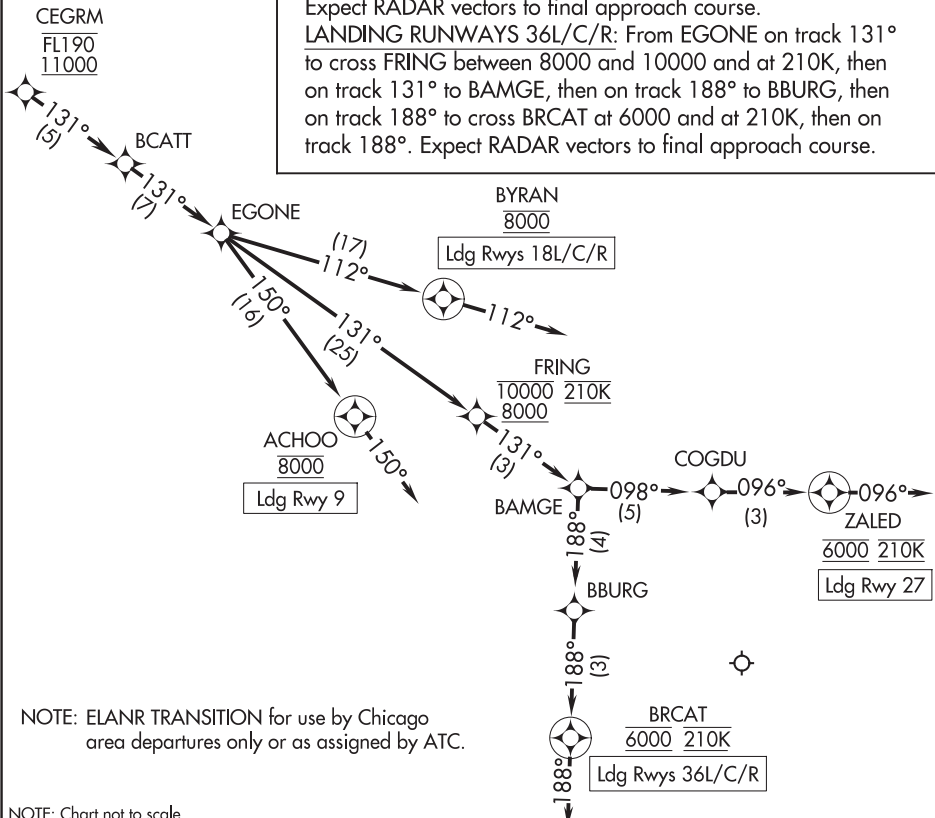 CEGRM
FL190
11000
Expect RADAR vectors to final approach course.
LANDING RUNWAYS 36L/C/R: From EGONE on track 131°
to cross FRING between 8000 and 10000 and at 210K, then
on track 131° to BAMGE, then on track 188° to BBURG, then
on track 188° to cross BRCAT at 6000 and at 210K, then on
track 188°. Expect RADAR vectors to final approach course.
131°
(5)
BCATT
131°
(7)
EGONE
BYRAN
8000
Ldg Rwys 18L/C/R
(17)
112°
112°
150°
(16)
131°
(25)
FRING
10000 210K
8000
ACHOO
8000
Ldg Rwy 9
150°
131°
(3)
BAMGE
098°
(5)
COGDU
096°
(3)
096°
ZALED
6000 210K
Ldg Rwy 27
188°
(4)
BBURG
188°
(3)
BRCAT
6000 210K
Ldg Rwys 36L/C/R
188°
NOTE: ELANR TRANSITION for use by Chicago
area departures only or as assigned by ATC.
NOTE: Chart not to scale